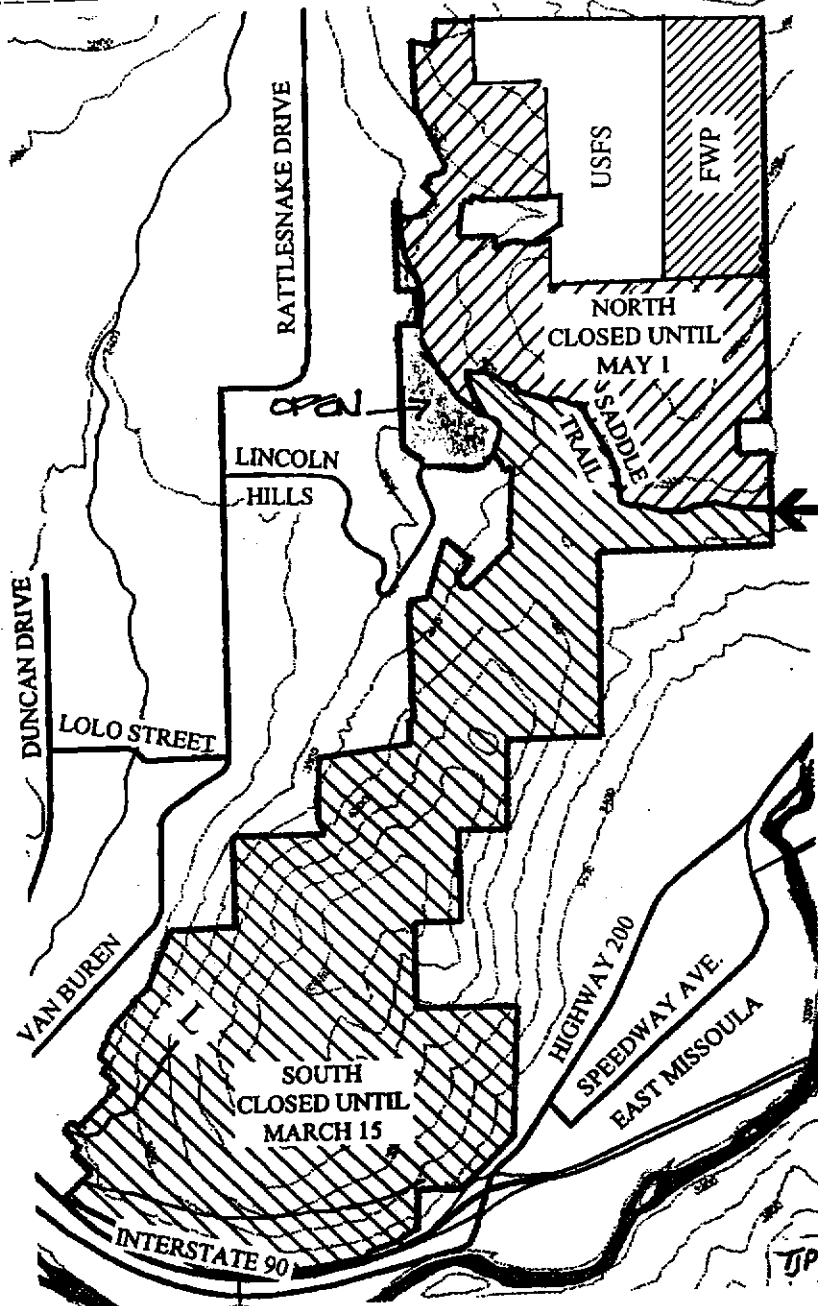 RATTLESNAKE DRIVE
USFS
FWP
NORTH
CLOSED UNTIL
MAY 1
OPEN
SADDLE
TRAIL
LINCOLN
HILLS
DUNCAN DRIVE
LOLO STREET
VAN BUREN
L
HIGHWAY 200
SPEEDWAY AVE.
EAST MISSOULA
SOUTH
CLOSED UNTIL
MARCH 15
INTERSTATE 90
TJP